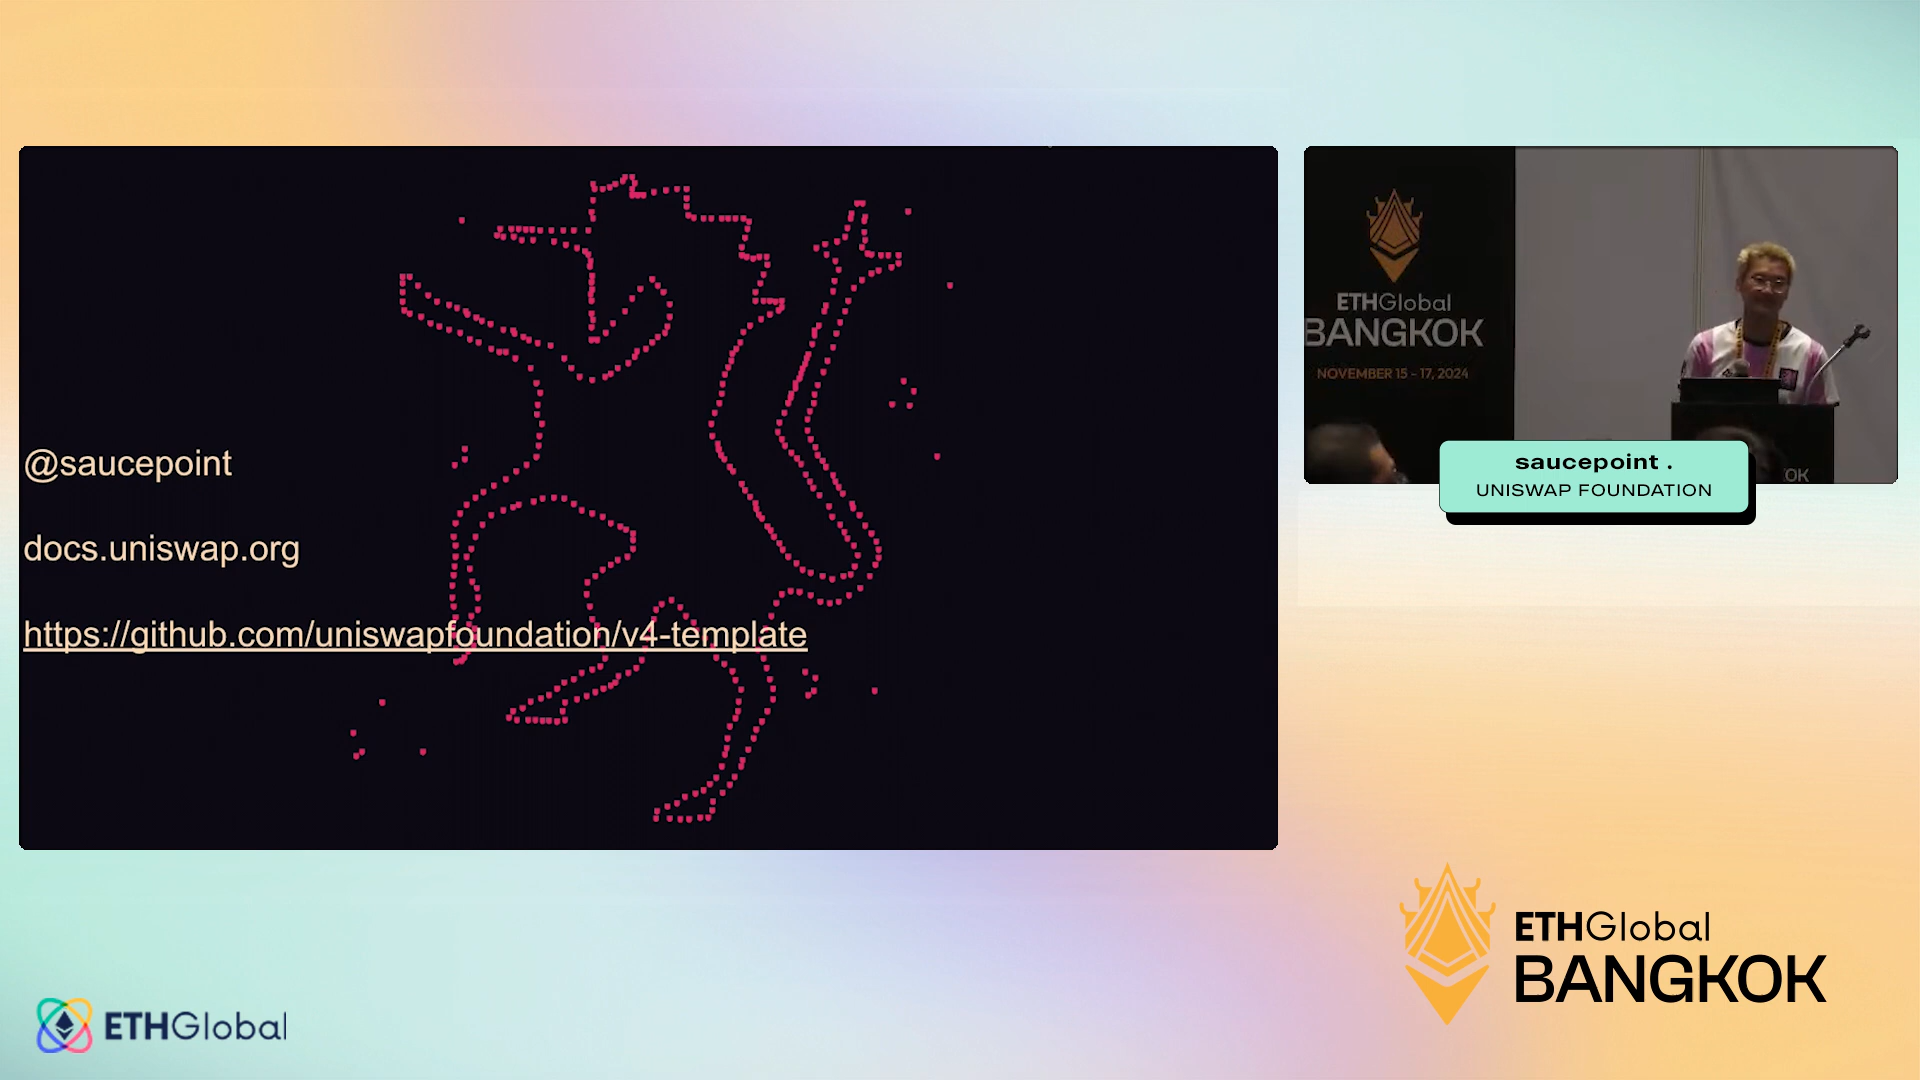 @saucepoint
docs.uniswap.org
https://github.com/uniswapfoundation/v4-template
ETHGlobal
BANGKOK
NOVEMBER 15 - 17, 2024
OK
saucepoint .
UNISWAP FOUNDATION
ETHGlobal
BANGKOK
ETHGlobal